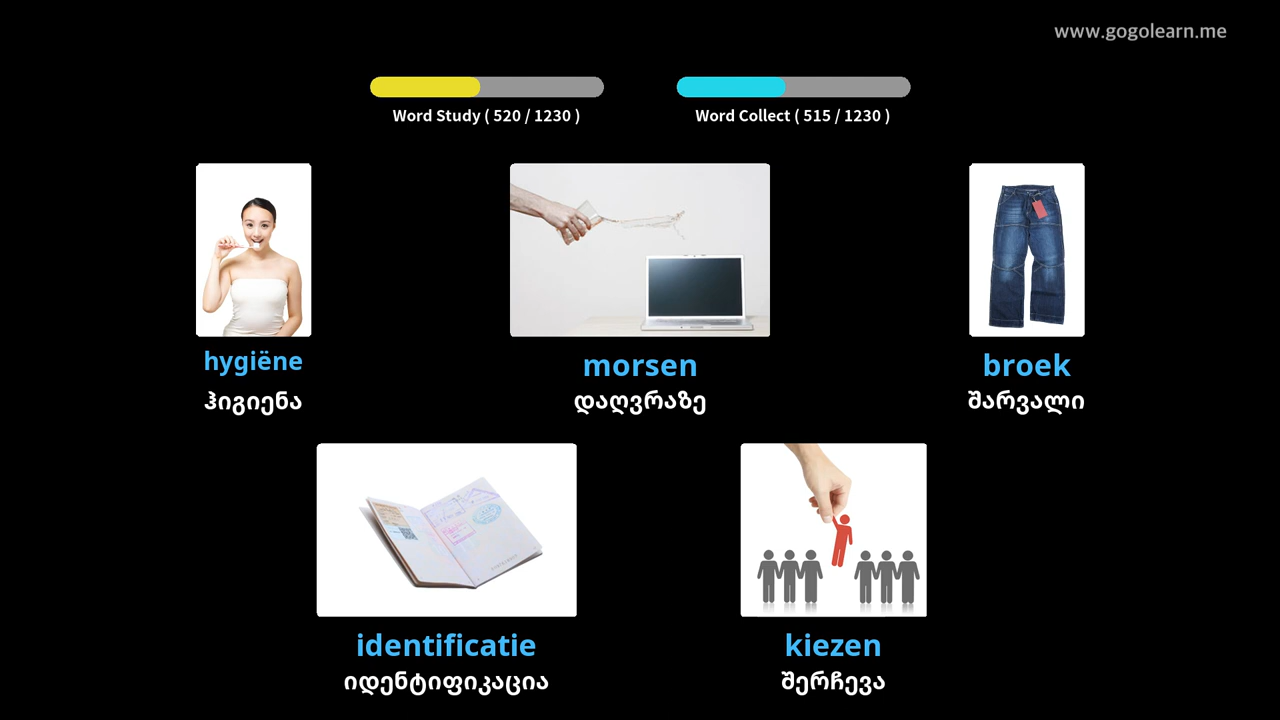 www.gogolearn.me
Word Study ( 520 / 1230 )
Word Collect ( 515 / 1230 )
hygiëne
ჰიგიენა
morsen
დაღვრაზე
broek
შარვალი
identificatie
იდენტიფიკაცია
kiezen
შერჩევა